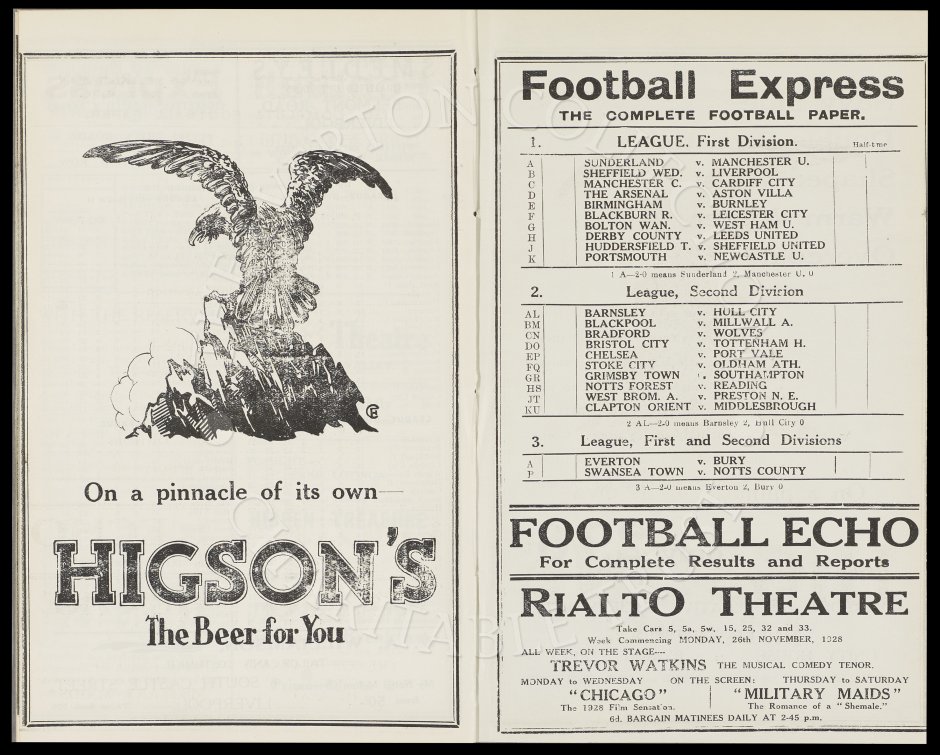 On a pinnacle of its own—
HIGSON'S
The Beer for You
Football Express
THE COMPLETE FOOTBALL PAPER.
1. LEAGUE. First Division. Half-time
A SUNDERLAND v. MANCHESTER U.
B SHEFFIELD WED. v. LIVERPOOL
C MANCHESTER C. v. CARDIFF CITY
D THE ARSENAL v. ASTON VILLA
E BIRMINGHAM v. BURNLEY
F BLACKBURN R. v. LEICESTER CITY
G BOLTON WAN. v. WEST HAM U.
H DERBY COUNTY v. LEEDS UNITED
J HUDDERSFIELD T. v. SHEFFIELD UNITED
K PORTSMOUTH v. NEWCASTLE U.
1 A—2-0 means Sunderland 2, Manchester U. 0
2. League, Second Division
AL BARNSLEY v. HULL CITY
BM BLACKPOOL v. MILLWALL A.
CN BRADFORD v. WOLVES
DO BRISTOL CITY v. TOTTENHAM H.
EP CHELSEA v. PORT VALE
FQ STOKE CITY v. OLDHAM ATH.
GR GRIMSBY TOWN v. SOUTHAMPTON
HS NOTTS FOREST v. READING
JT WEST BROM. A. v. PRESTON N. E.
KU CLAPTON ORIENT v. MIDDLESBROUGH
2 AL—2-0 means Barnsley 2, Hull City 0
3. League, First and Second Divisions
A EVERTON v. BURY
B SWANSEA TOWN v. NOTTS COUNTY
3 A—2-0 means Everton 2, Bury 0
FOOTBALL ECHO
For Complete Results and Reports
RIALTO THEATRE
Take Cars 5, 5a, 5w, 15, 25, 32 and 33.
Week Commencing MONDAY, 26th NOVEMBER, 1928
ALL WEEK, ON THE STAGE—
TREVOR WATKINS THE MUSICAL COMEDY TENOR.
MONDAY to WEDNESDAY ON THE SCREEN: THURSDAY to SATURDAY
"CHICAGO" "MILITARY MAIDS"
The 1928 Film Sensation. The Romance of a "Shemale."
6d. BARGAIN MATINEES DAILY AT 2-45 p.m.